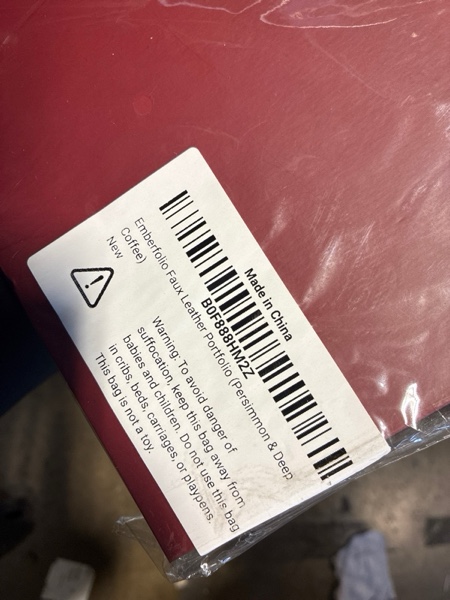 Made in China
B0F888HM2Z
Emberfolio Faux Leather Portfolio (Persimmon & Deep
Coffee)
New
Warning: To avoid danger of
suffocation, keep this bag away from
babies and children. Do not use this bag
in cribs, beds, carriages, or playpens.
This bag is not a toy.